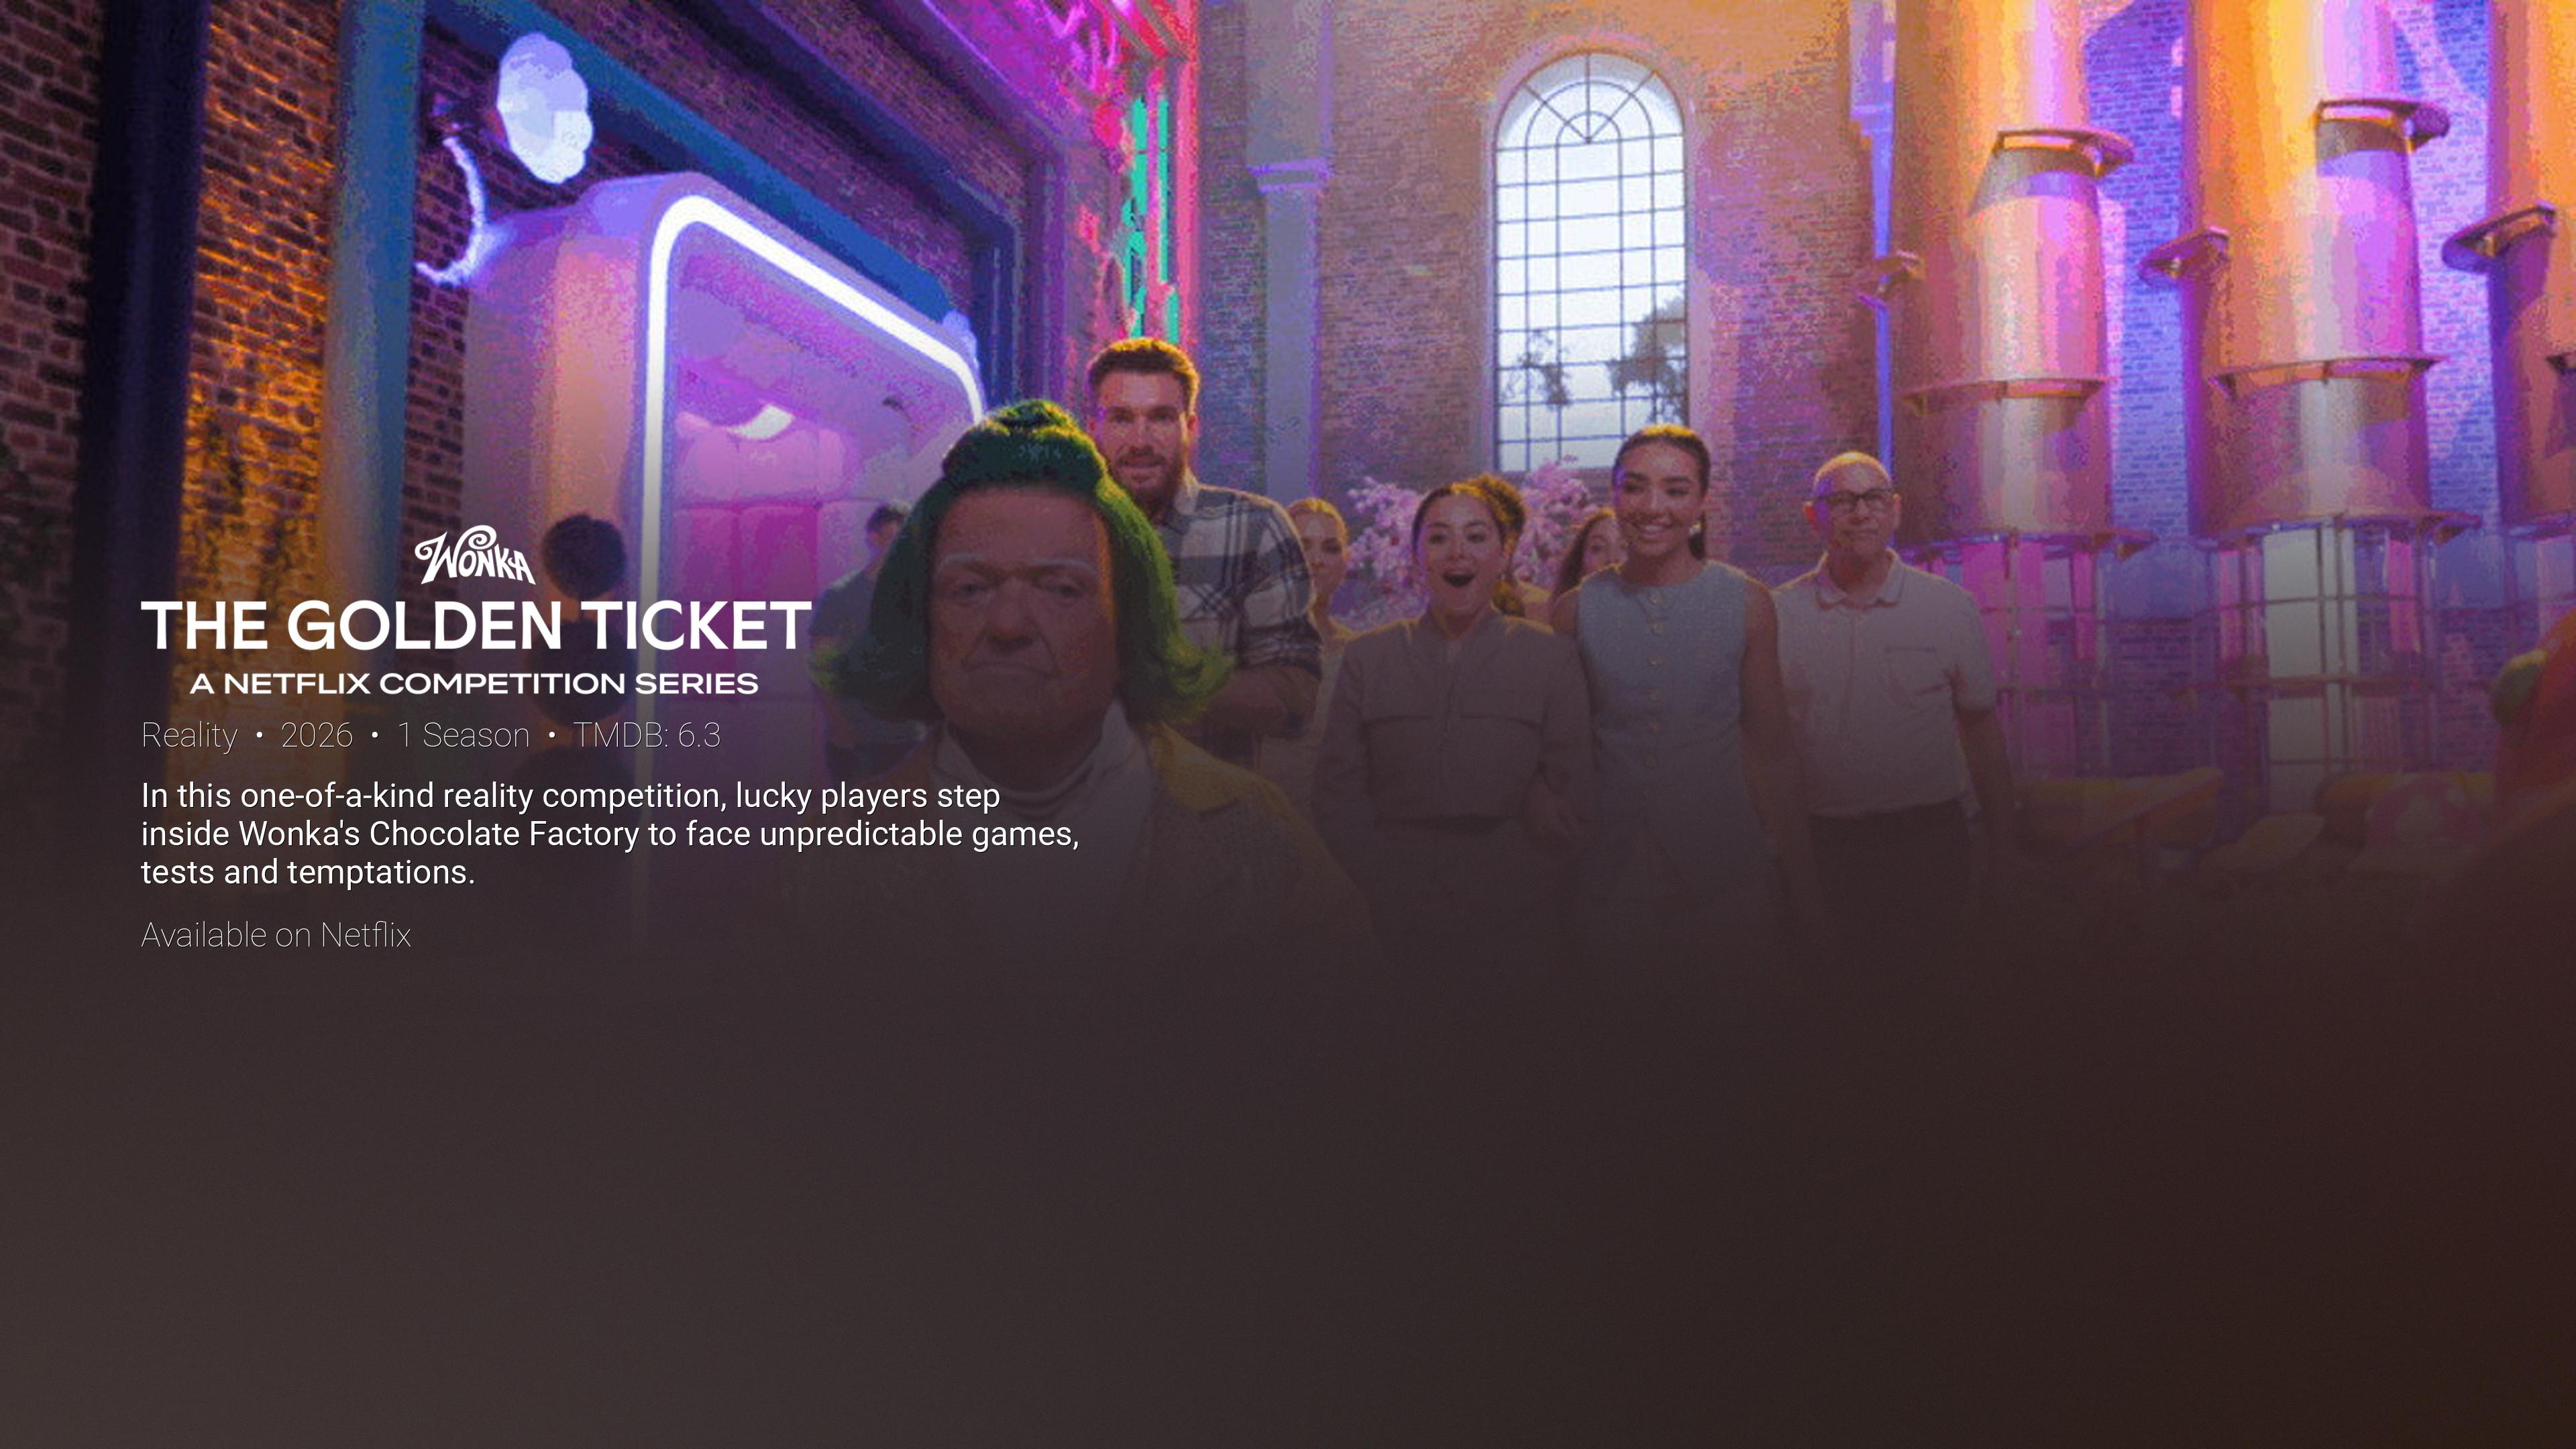 WONKA
THE GOLDEN TICKET
A NETFLIX COMPETITION SERIES
Reality • 2026 • 1 Season • TMDB: 6.3
In this one-of-a-kind reality competition, lucky players step
inside Wonka's Chocolate Factory to face unpredictable games,
tests and temptations.
Available on Netflix